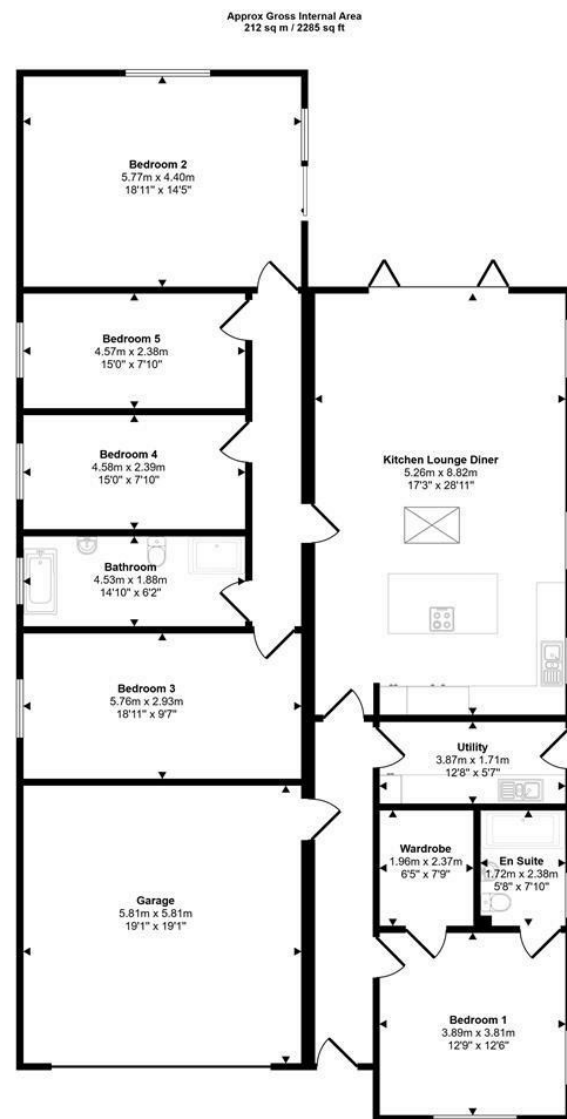 Approx Gross Internal Area
212 sq m / 2285 sq ft
Bedroom 2
5.77m x 4.40m
18'11" x 14'5"
Bedroom 5
4.57m x 2.38m
15'0" x 7'10"
Bedroom 4
4.58m x 2.39m
15'0" x 7'10"
Kitchen Lounge Diner
5.26m x 8.82m
17'3" x 28'11"
Bathroom
4.53m x 1.88m
14'10" x 6'2"
Bedroom 3
5.76m x 2.93m
18'11" x 9'7"
Utility
3.87m x 1.71m
12'8" x 5'7"
Wardrobe
1.96m x 2.37m
6'5" x 7'9"
En Suite
1.72m x 2.38m
5'8" x 7'10"
Garage
5.81m x 5.81m
19'1" x 19'1"
Bedroom 1
3.89m x 3.81m
12'9" x 12'6"